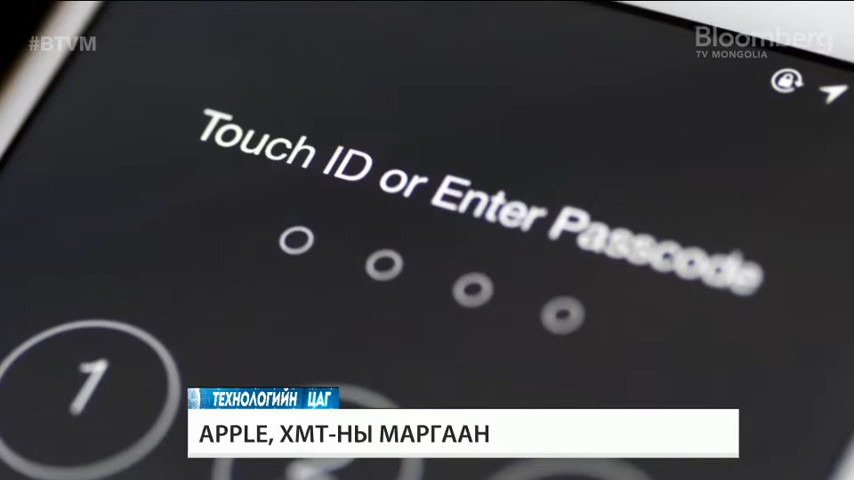 #BTVM
Bloomberg
TV MONGOLIA
Touch ID or Enter Passcode
1
ТЕХНОЛОГИЙН ЦАГ
APPLE, ХМТ-НЫ МАРГААН